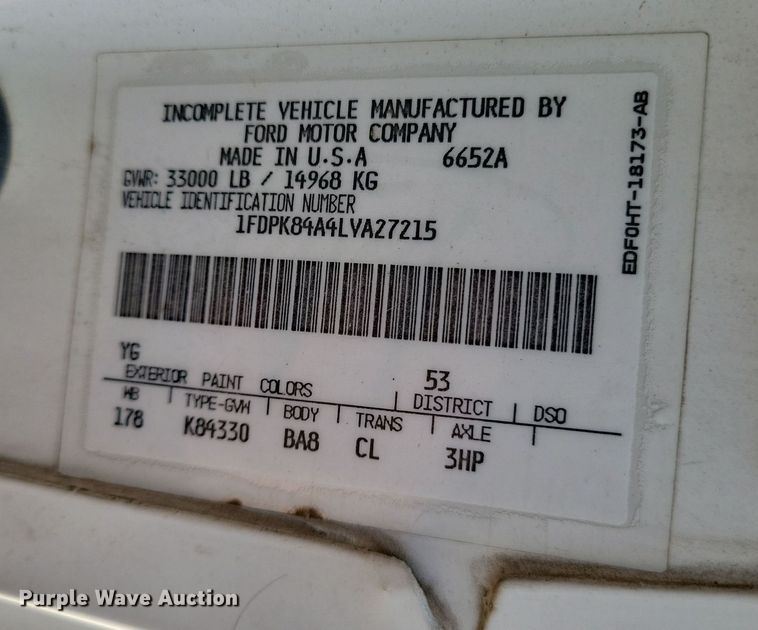 INCOMPLETE VEHICLE MANUFACTURED BY
FORD MOTOR COMPANY
MADE IN U.S.A 6652A
GVWR: 33000 LB / 14968 KG
VEHICLE IDENTIFICATION NUMBER
1FDPK84A4LVA27215
EDF0HT-18173-AB
YG 53
EXTERIOR PAINT COLORS DISTRICT DSO
WB TYPE-GVW BODY TRANS AXLE
178 K84330 BA8 CL 3HP
Purple Wave Auction